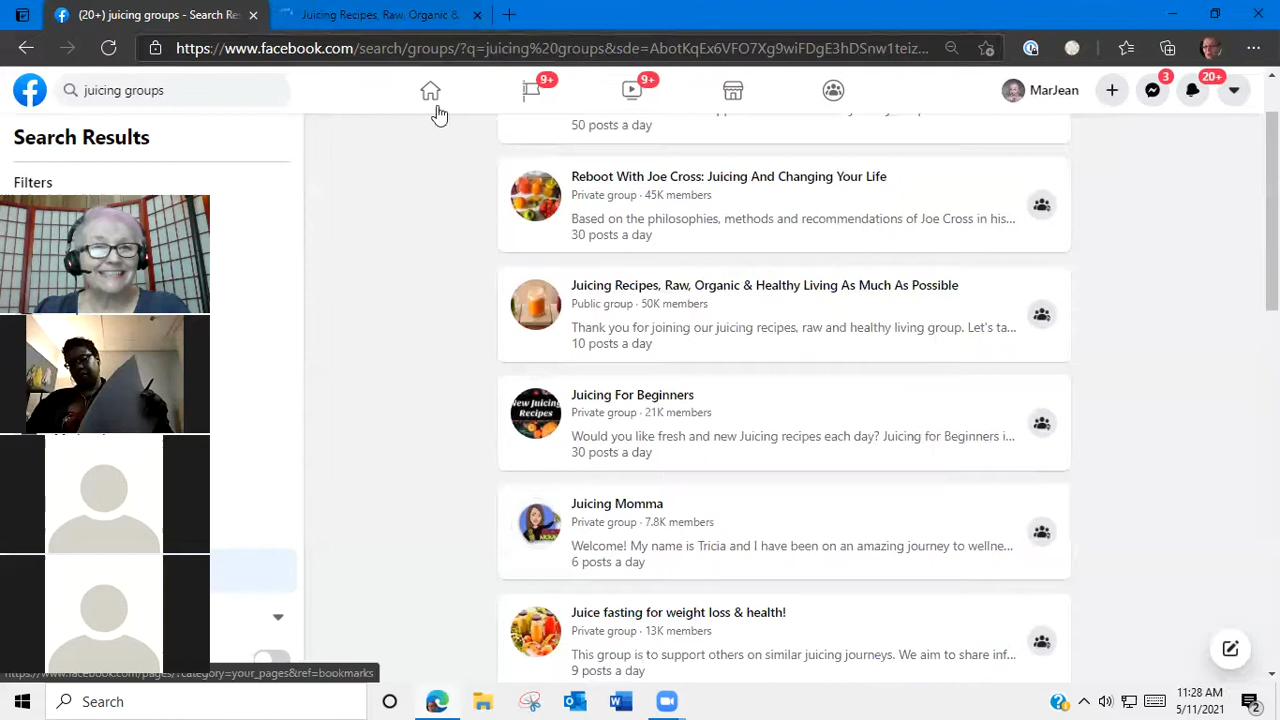 (20+) juicing groups - Search Res
Juicing Recipes, Raw, Organic &
https://www.facebook.com/search/groups/?q=juicing%20groups&sde=AbotKqEx6VFO7Xg9wiFDgE3hDSnw1teiz...
juicing groups
9+
9+
MarJean
3
20+
Search Results
Filters
50 posts a day
Reboot With Joe Cross: Juicing And Changing Your Life
Private group · 45K members
Based on the philosophies, methods and recommendations of Joe Cross in his...
30 posts a day
Juicing Recipes, Raw, Organic & Healthy Living As Much As Possible
Public group · 50K members
Thank you for joining our juicing recipes, raw and healthy living group. Let's ta...
10 posts a day
New Juicing
Recipes
Juicing For Beginners
Private group · 21K members
Would you like fresh and new Juicing recipes each day? Juicing for Beginners i...
30 posts a day
Juicing Momma
Private group · 7.8K members
Welcome! My name is Tricia and I have been on an amazing journey to wellne...
6 posts a day
Juice fasting for weight loss & health!
Private group · 13K members
This group is to support others on similar juicing journeys. We aim to share inf...
9 posts a day
https://www.facebook.com/pages/?category=your_pages&ref=bookmarks
Search
11:28 AM
5/11/2021
2